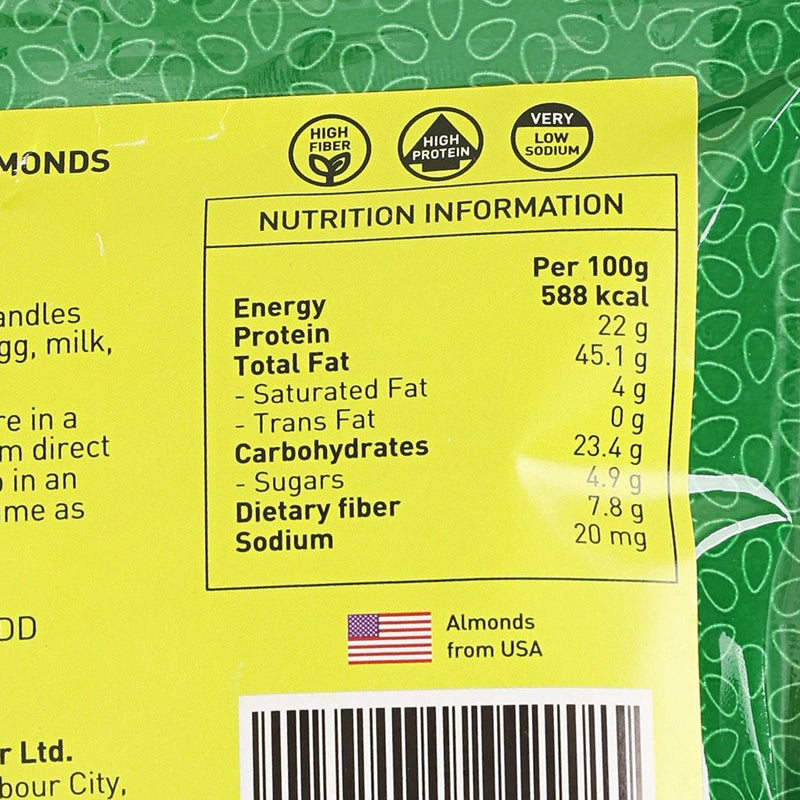 HIGH
FIBER
HIGH
PROTEIN
VERY
LOW
SODIUM
MONDS
NUTRITION INFORMATION
Per 100g
Energy 588 kcal
Protein 22 g
Total Fat 45.1 g
- Saturated Fat 4 g
- Trans Fat 0 g
Carbohydrates 23.4 g
- Sugars 4.9 g
Dietary fiber 7.8 g
Sodium 20 mg
andles
gg, milk,
re in a
m direct
in an
me as
DD
Almonds
from USA
r Ltd.
bour City,